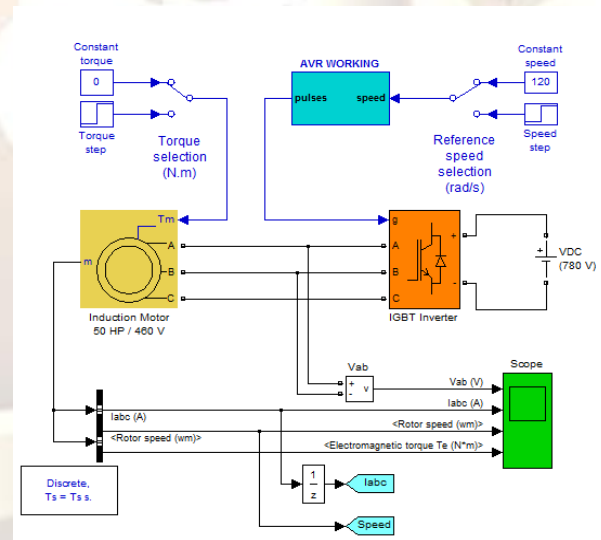 Constant
torque
0
Torque
step
Torque
selection
(N.m)
AVR WORKING
pulses
speed
Constant
speed
120
Speed
step
Reference
speed
selection
(rad/s)
Tm
m
A
B
C
Induction Motor
50 HP / 460 V
g
A
B
C
+
-
IGBT Inverter
+
VDC
(780 V)
Vab
+
-
v
Scope
Vab (V)
Iabc (A)
<Rotor speed (wm)>
<Electromagnetic torque Te (N*m)>
Iabc (A)
<Rotor speed (wm)>
Discrete,
Ts = Ts s.
1
z
Iabc
Speed